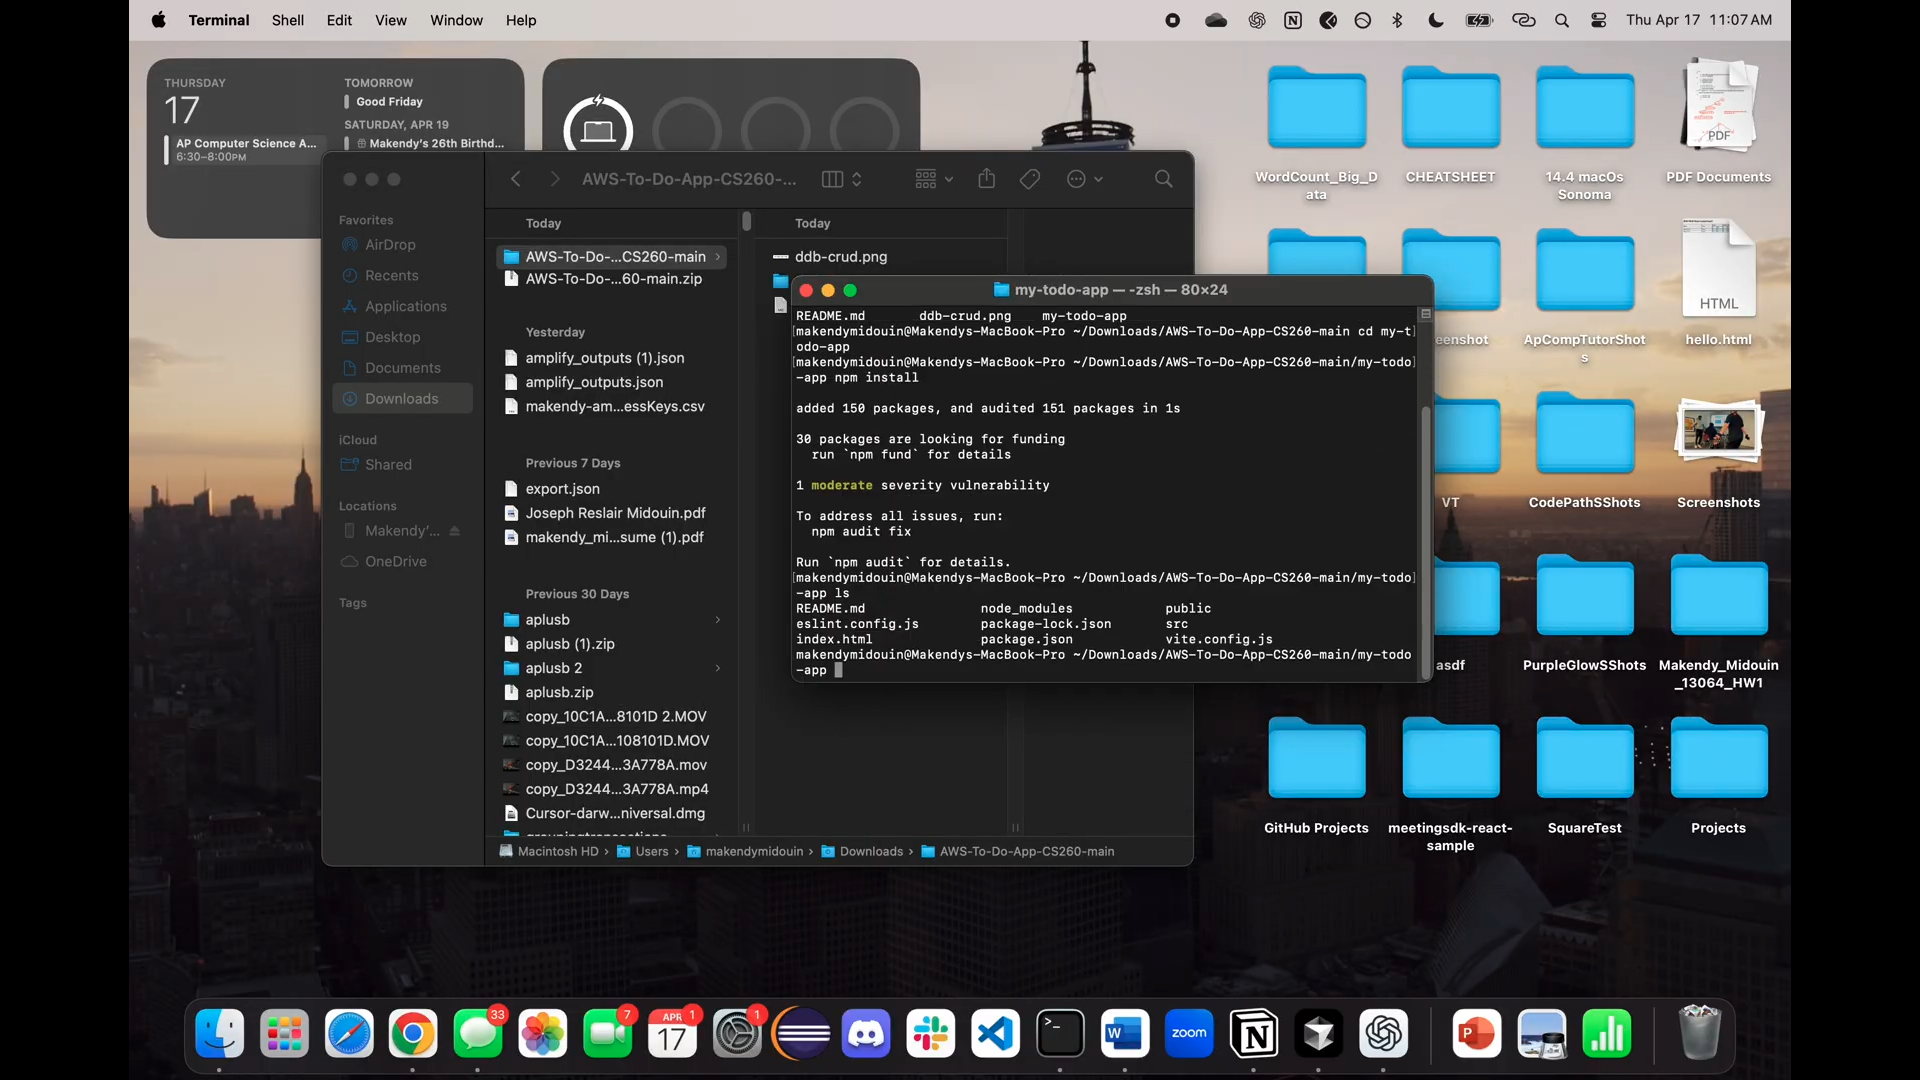 Terminal Shell Edit View Window Help
Thu Apr 17 11:07 AM
THURSDAY
17
AP Computer Science A...
6:30–8:00PM
TOMORROW
Good Friday
SATURDAY, APR 19
Makendy's 26th Birthd...
AWS-To-Do-App-CS260-...
Favorites
AirDrop
Recents
Applications
Desktop
Documents
Downloads
iCloud
Shared
Locations
Makendy'...
OneDrive
Tags
Today
AWS-To-Do-...CS260-main
AWS-To-Do-...60-main.zip
Yesterday
amplify_outputs (1).json
amplify_outputs.json
makendy-am...essKeys.csv
Previous 7 Days
export.json
Joseph Reslair Midouin.pdf
makendy_mi...sume (1).pdf
Previous 30 Days
aplusb
aplusb (1).zip
aplusb 2
aplusb.zip
copy_10C1A...8101D 2.MOV
copy_10C1A...108101D.MOV
copy_D3244...3A778A.mov
copy_D3244...3A778A.mp4
Cursor-darw...niversal.dmg
Today
ddb-crud.png
Macintosh HD › Users › makendymidouin › Downloads › AWS-To-Do-App-CS260-main
my-todo-app — -zsh — 80×24
README.md ddb-crud.png my-todo-app
[makendymidouin@Makendys-MacBook-Pro ~/Downloads/AWS-To-Do-App-CS260-main cd my-t]
odo-app
[makendymidouin@Makendys-MacBook-Pro ~/Downloads/AWS-To-Do-App-CS260-main/my-todo]
-app npm install
added 150 packages, and audited 151 packages in 1s
30 packages are looking for funding
run `npm fund` for details
1 moderate severity vulnerability
To address all issues, run:
npm audit fix
Run `npm audit` for details.
[makendymidouin@Makendys-MacBook-Pro ~/Downloads/AWS-To-Do-App-CS260-main/my-todo]
-app ls
README.md node_modules public
eslint.config.js package-lock.json src
index.html package.json vite.config.js
makendymidouin@Makendys-MacBook-Pro ~/Downloads/AWS-To-Do-App-CS260-main/my-todo
-app
WordCount_Big_D
ata
CHEATSHEET
14.4 macOs
Sonoma
PDF
PDF Documents
eenshot
ApCompTutorShot
s
HTML
hello.html
VT
CodePathSShots
Screenshots
asdf
PurpleGlowSShots
Makendy_Midouin
_13064_HW1
GitHub Projects
meetingsdk-react-
sample
SquareTest
Projects
33
7
APR
17
1
1
zoom